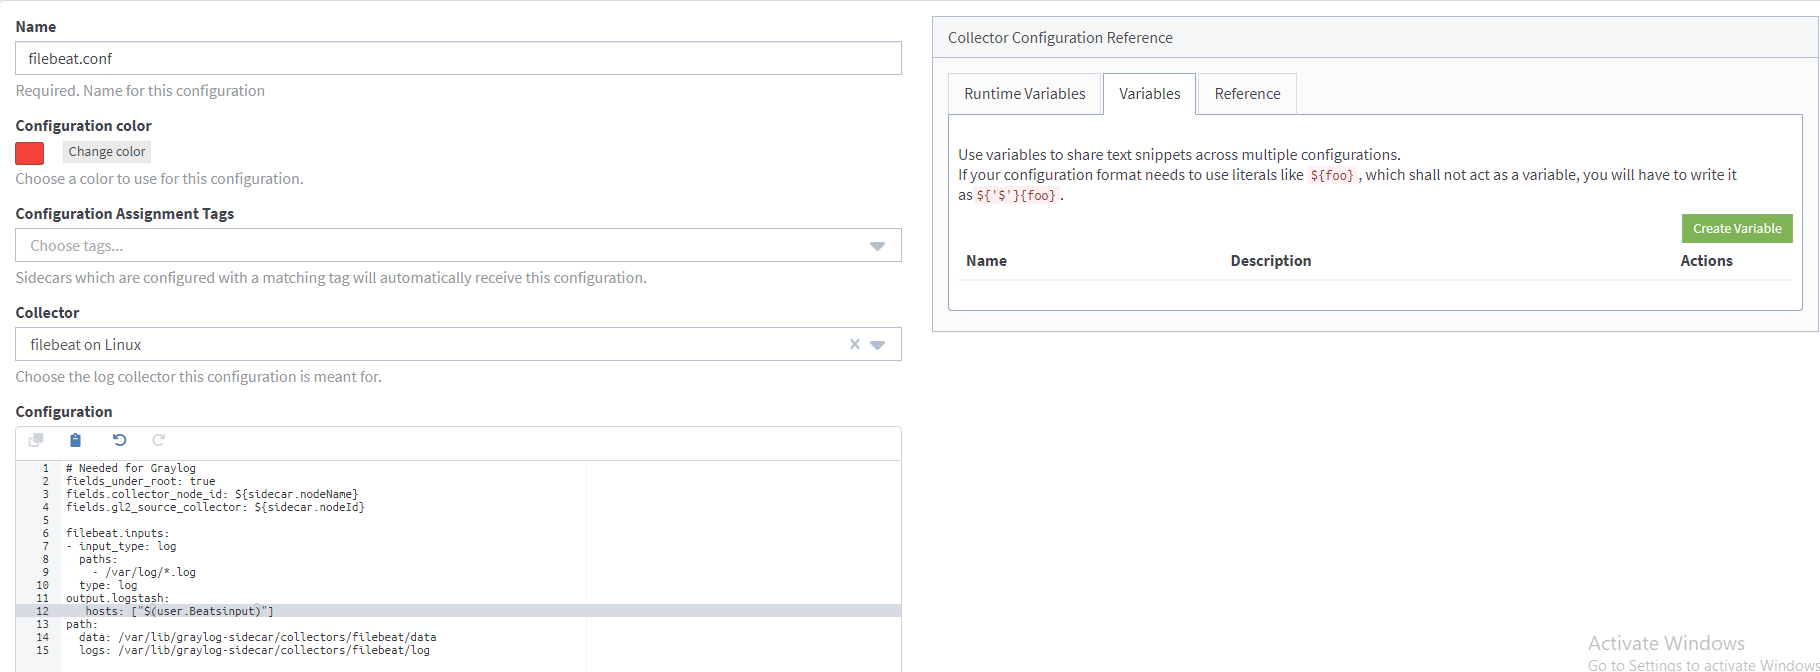 Name
filebeat.conf
Required. Name for this configuration
Configuration color
Change color
Choose a color to use for this configuration.
Configuration Assignment Tags
Choose tags...
Sidecars which are configured with a matching tag will automatically receive this configuration.
Collector
filebeat on Linux
Choose the log collector this configuration is meant for.
Configuration
1 # Needed for Graylog
2 fields_under_root: true
3 fields.collector_node_id: ${sidecar.nodeName}
4 fields.gl2_source_collector: ${sidecar.nodeId}
5
6 filebeat.inputs:
7 - input_type: log
8   paths:
9     - /var/log/*.log
10   type: log
11 output.logstash:
12    hosts: ["$(user.Beatsinput)"]
13 path:
14   data: /var/lib/graylog-sidecar/collectors/filebeat/data
15   logs: /var/lib/graylog-sidecar/collectors/filebeat/log
Collector Configuration Reference
Runtime Variables Variables Reference
Use variables to share text snippets across multiple configurations.
If your configuration format needs to use literals like ${foo} , which shall not act as a variable, you will have to write it
as ${'$'}{foo} .
Create Variable
Name Description Actions
Activate Windows
Go to Settings to activate Windows